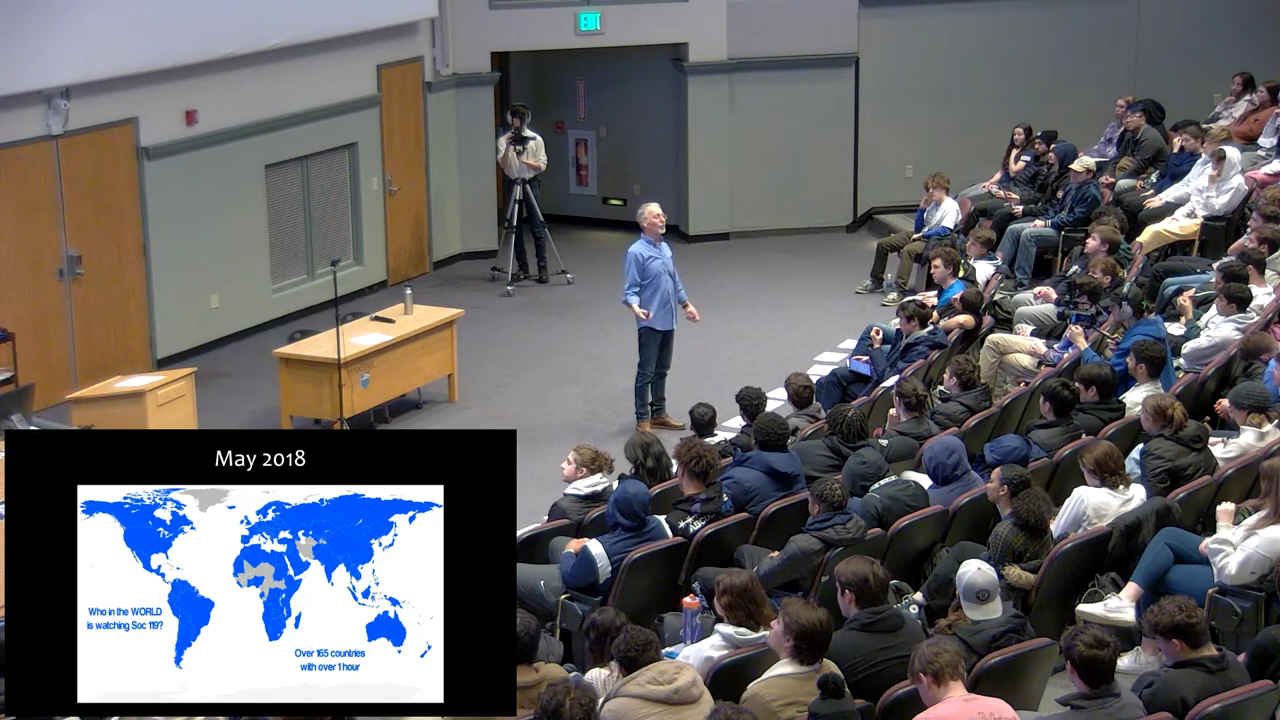 EXIT
May 2018
Who in the WORLD
is watching Soc 119?
Over 165 countries
with over 1 hour